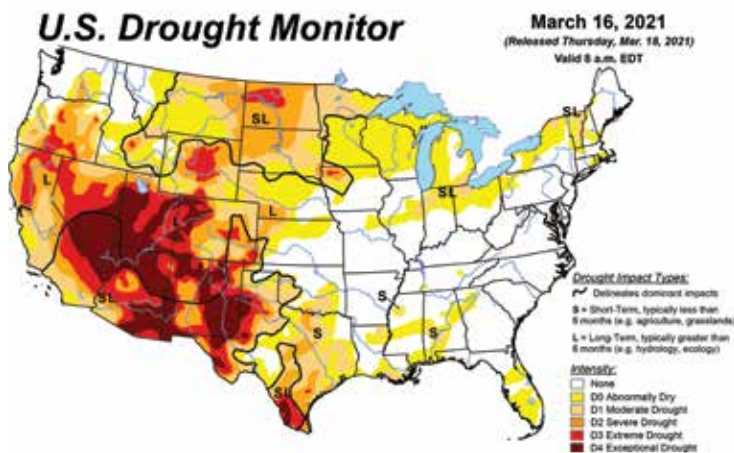 U.S. Drought Monitor
March 16, 2021
(Released Thursday, Mar. 18, 2021)
Valid 8 a.m. EDT
SL
SL
L
SL
L
L
SL
S
S
S
SL
Drought Impact Types:
Delineates dominant impacts
S = Short-Term, typically less than
6 months (e.g. agriculture, grasslands)
L = Long-Term, typically greater than
6 months (e.g. hydrology, ecology)
Intensity:
None
D0 Abnormally Dry
D1 Moderate Drought
D2 Severe Drought
D3 Extreme Drought
D4 Exceptional Drought